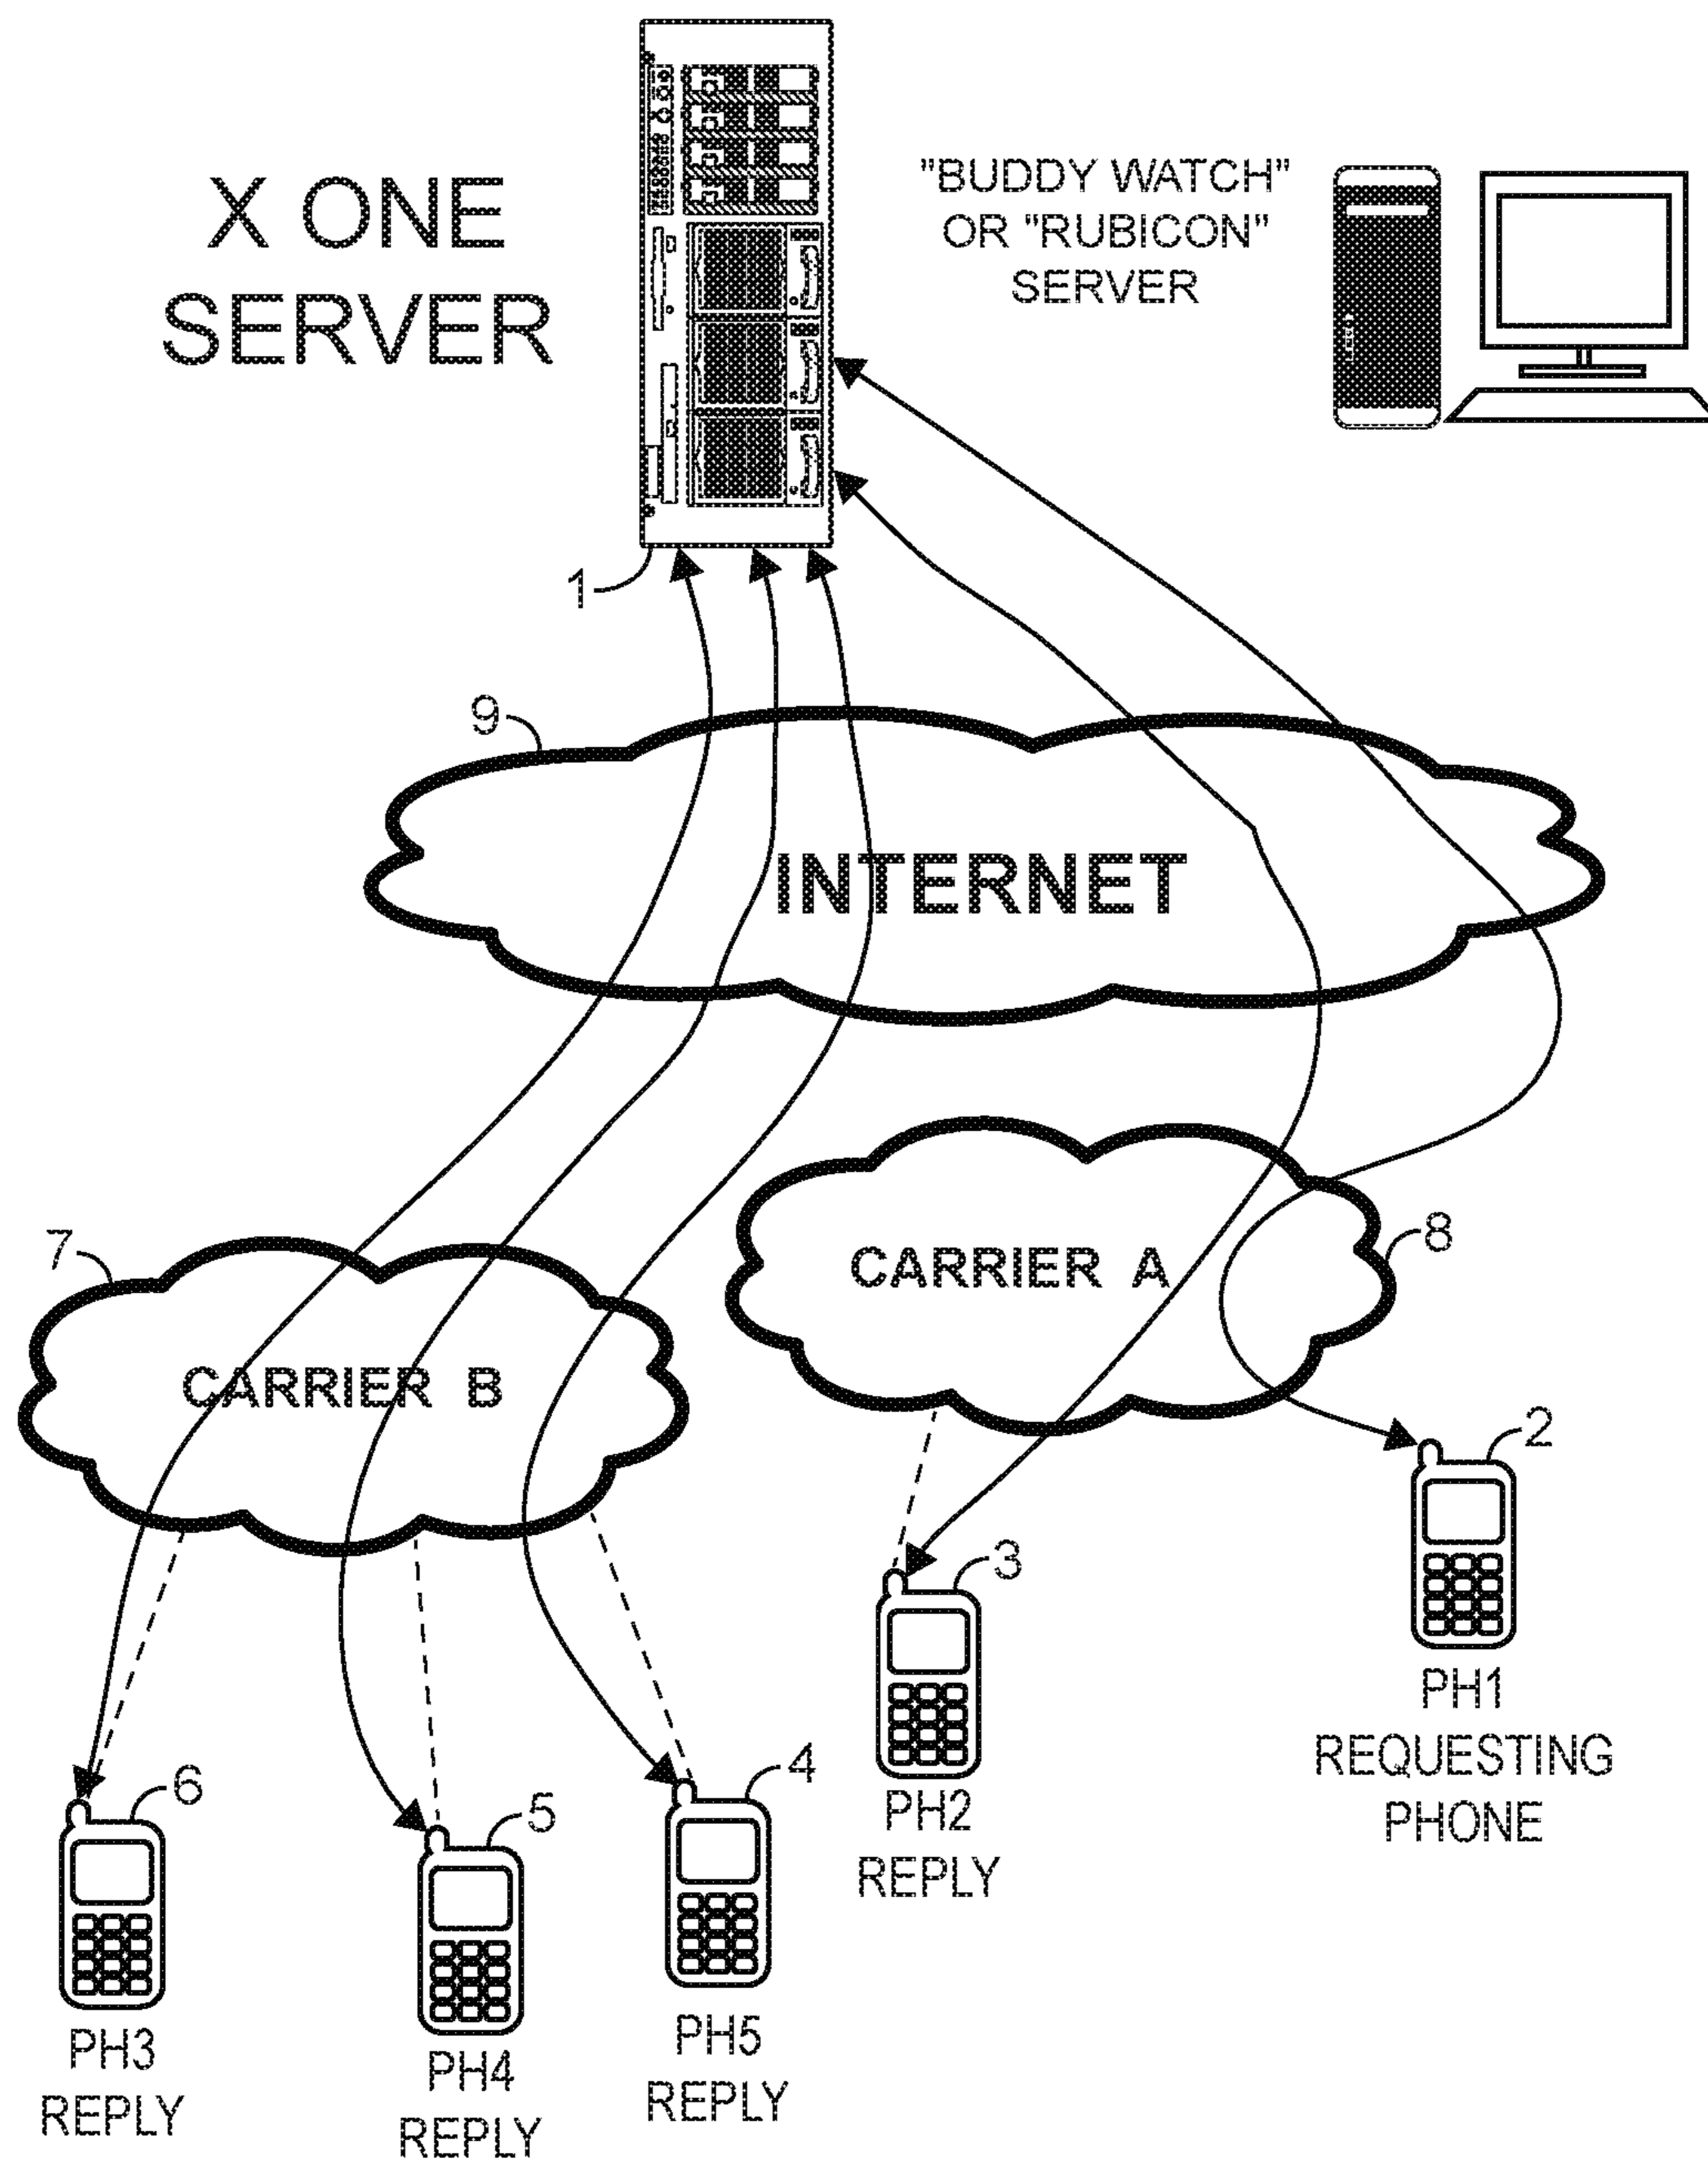 X ONE
SERVER
"BUDDY WATCH"
OR "RUBICON"
SERVER
1
9
INTERNET
7
CARRIER B
CARRIER A
8
2
3
PH1
REQUESTING
PHONE
6
5
4
PH2
REPLY
PH3
REPLY
PH4
REPLY
PH5
REPLY